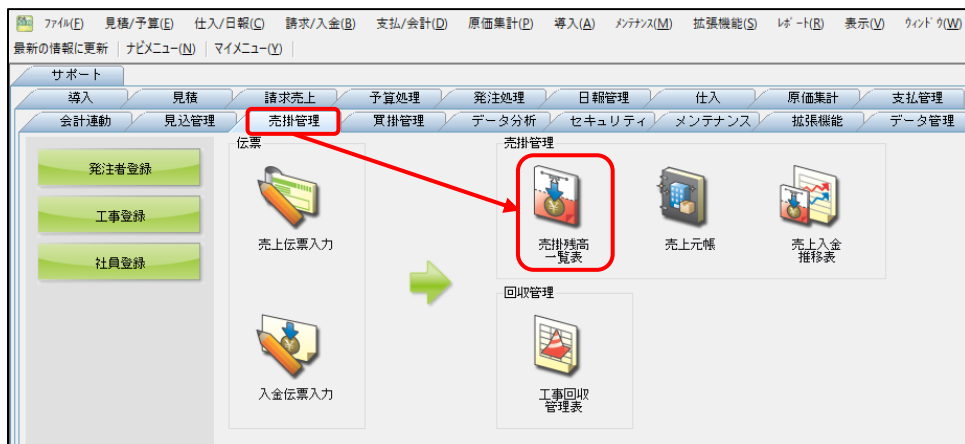 ファイル(F) 見積/予算(E) 仕入/日報(C) 請求/入金(B) 支払/会計(D) 原価集計(P) 導入(A) メンテナンス(M) 拡張機能(S) レポート(R) 表示(V) ウィンドウ(W)
最新の情報に更新 ナビメニュー(N) マイメニュー(Y)
サポート
導入 見積 請求売上 予算処理 発注処理 日報管理 仕入 原価集計 支払管理
会計連動 見込管理 売掛管理 買掛管理 データ分析 セキュリティ メンテナンス 拡張機能 データ管理
発注者登録
工事登録
社員登録
伝票
売上伝票入力
入金伝票入力
売掛管理
売掛残高
一覧表
売上元帳
売上入金
推移表
回収管理
工事回収
管理表